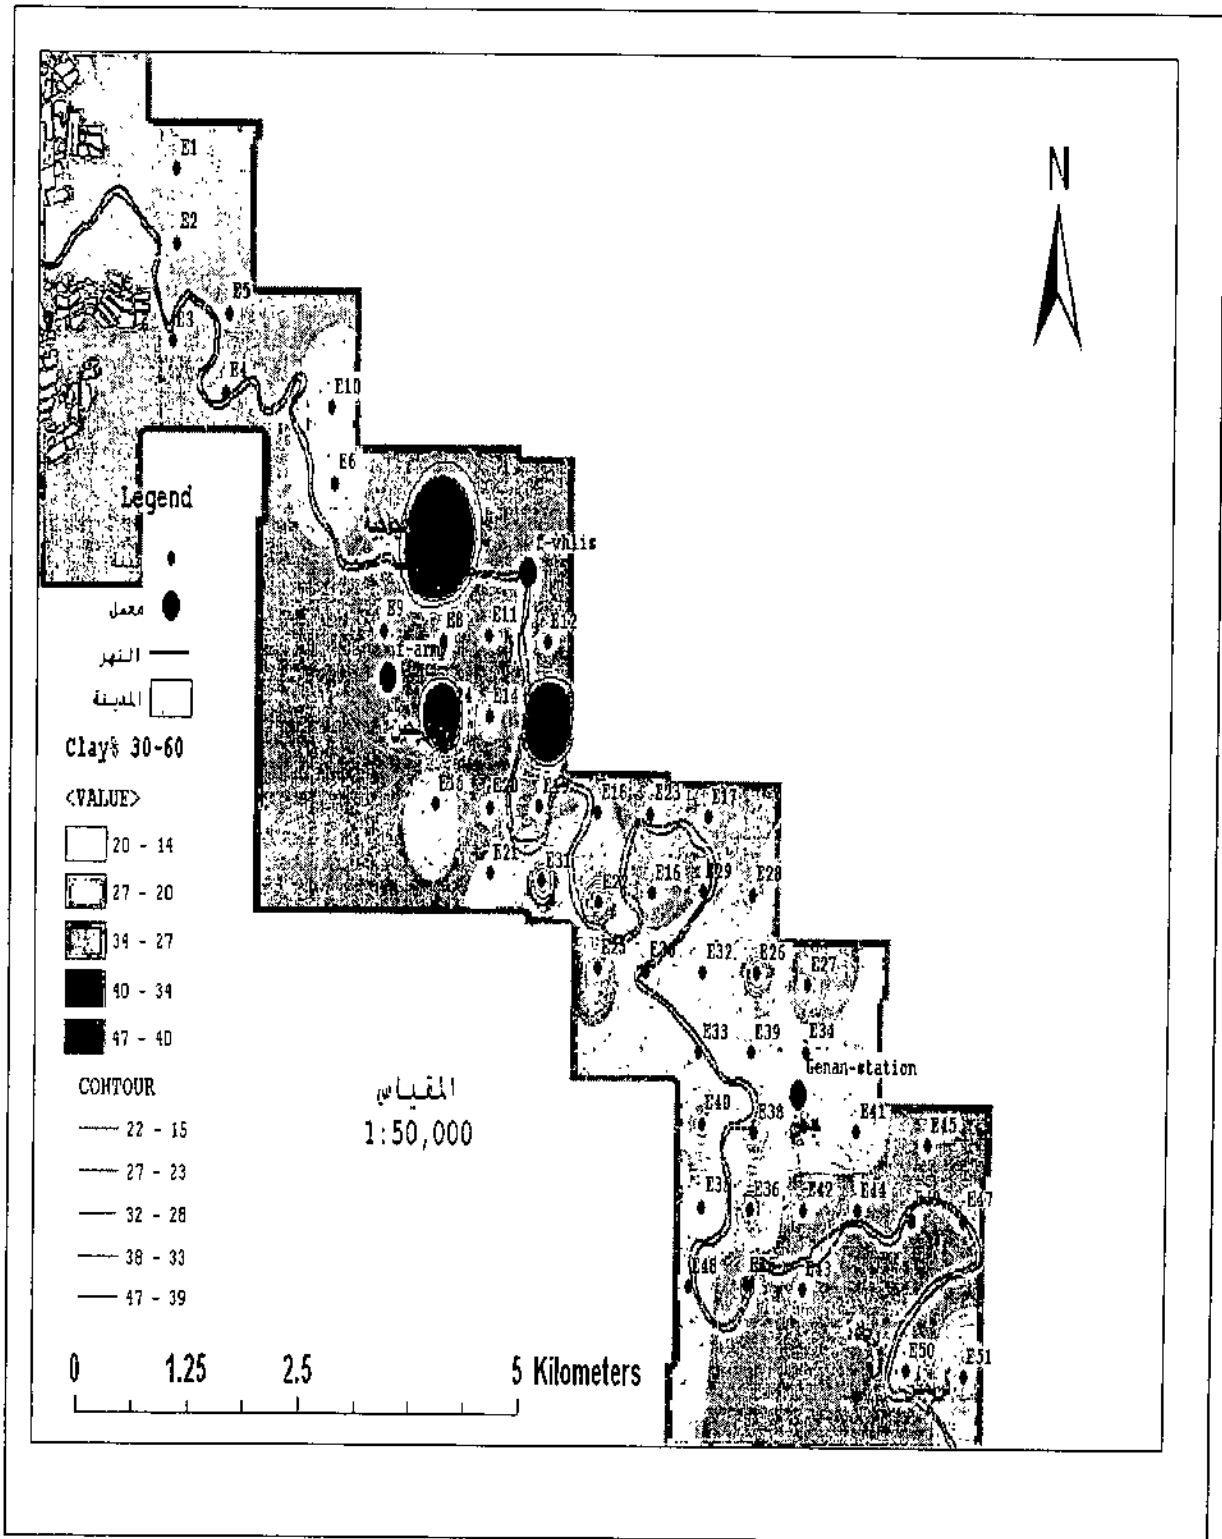 N
E1
E2
E5
E3
E4
E10
E6
Legend
معمل
النهر
المدينة
Clay% 30-60
<VALUE>
20 - 14
27 - 20
34 - 27
40 - 34
47 - 40
CONTOUR
22 - 15
27 - 23
32 - 28
38 - 33
47 - 39
المقياس
1:50,000
0 1.25 2.5 5 Kilometers
f-whlis
E9
E8
E11
E12
f-army
E14
E20
E21
E31
E23
E17
E16
E29
E28
E32
E26
E27
E33
E39
E34
Genan-station
E40
E38
E41
E45
E36
E42
E44
E47
E48
E43
E50
E51